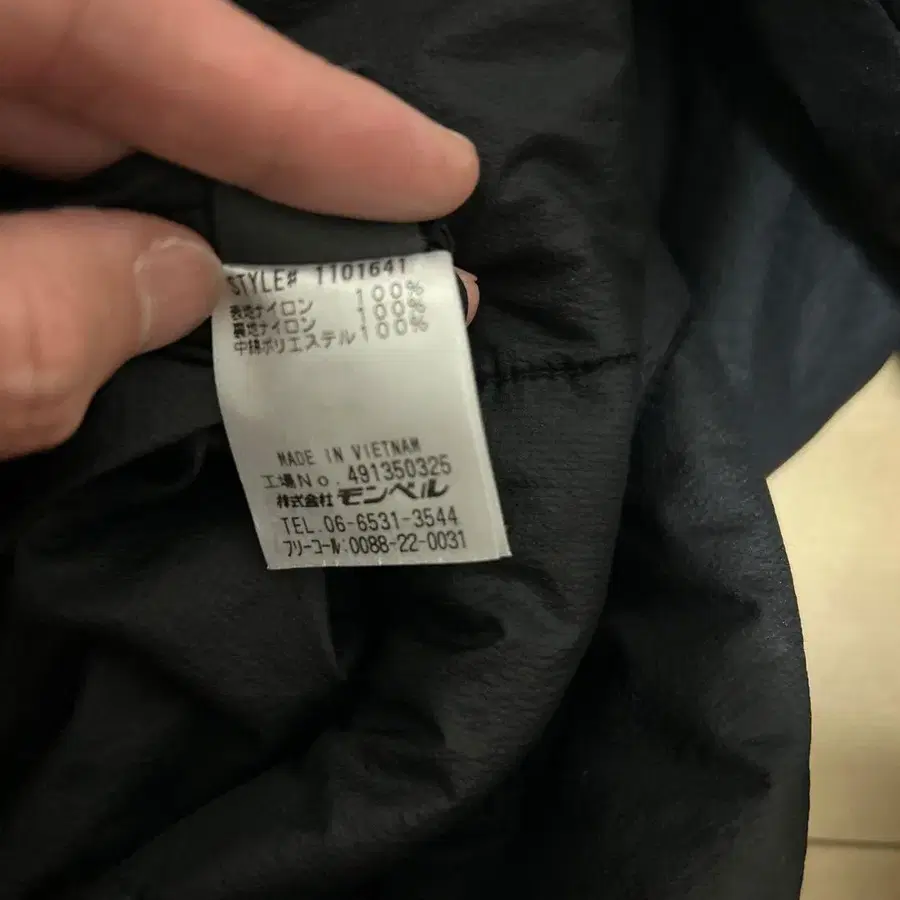 STYLE# 1101641
表地ナイロン 100%
裏地ナイロン 100%
中綿ポリエステル 100%
MADE IN VIETNAM
工場No. 491350325
株式会社 モンベル
TEL.06-6531-3544
フリーコール:0088-22-0031